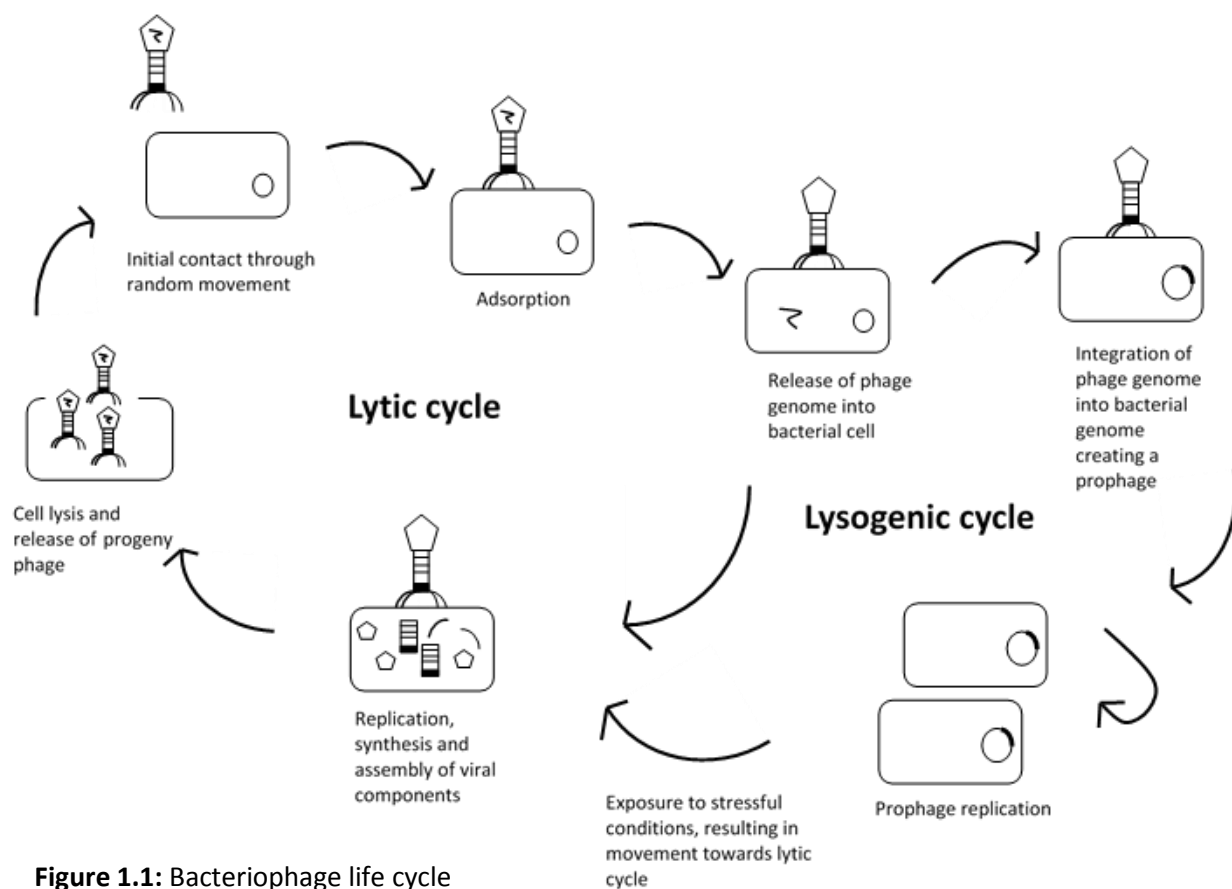 Initial contact through
random movement
Adsorption
Release of phage
genome into
bacterial cell
Integration of
phage genome
into bacterial
genome
creating a
prophage
Lytic cycle
Lysogenic cycle
Cell lysis and
release of progeny
phage
Replication,
synthesis and
assembly of viral
components
Exposure to stressful
conditions, resulting in
movement towards lytic
cycle
Prophage replication
Figure 1.1: Bacteriophage life cycle